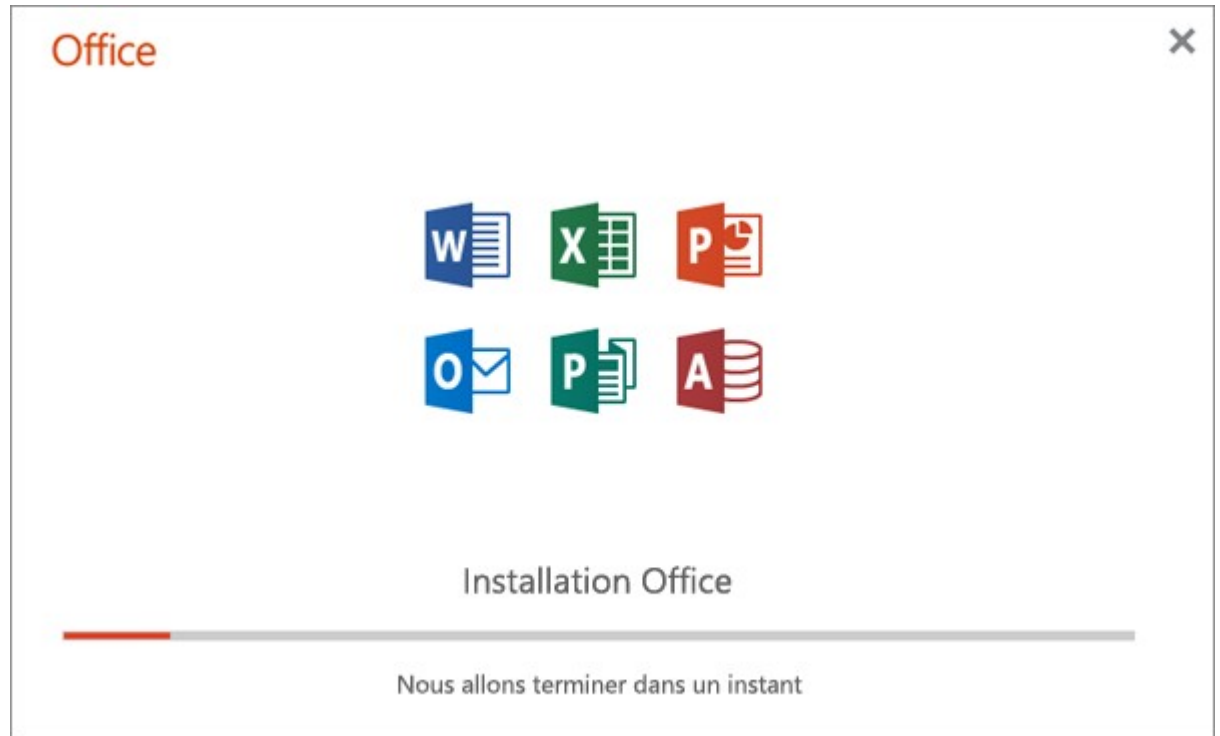 Office
W X P
O P A
Installation Office
Nous allons terminer dans un instant